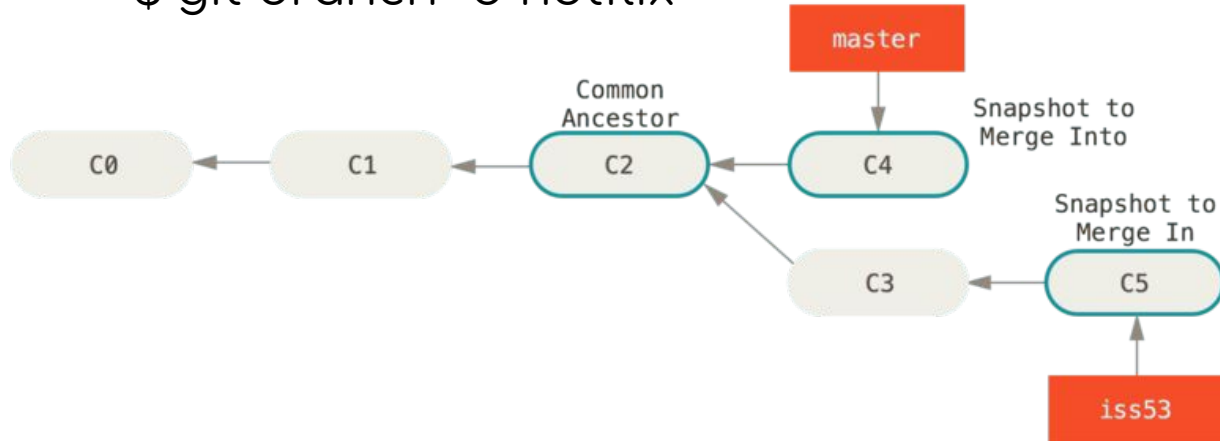 master
Common
Ancestor
Snapshot to
Merge Into
C0
C1
C2
C4
Snapshot to
Merge In
C3
C5
iss53